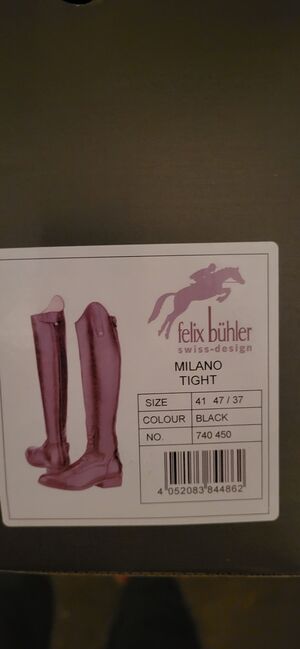 felix bühler
swiss-design
MILANO
TIGHT
SIZE 41 47 / 37
COLOUR BLACK
NO. 740 450
4 052083 844862